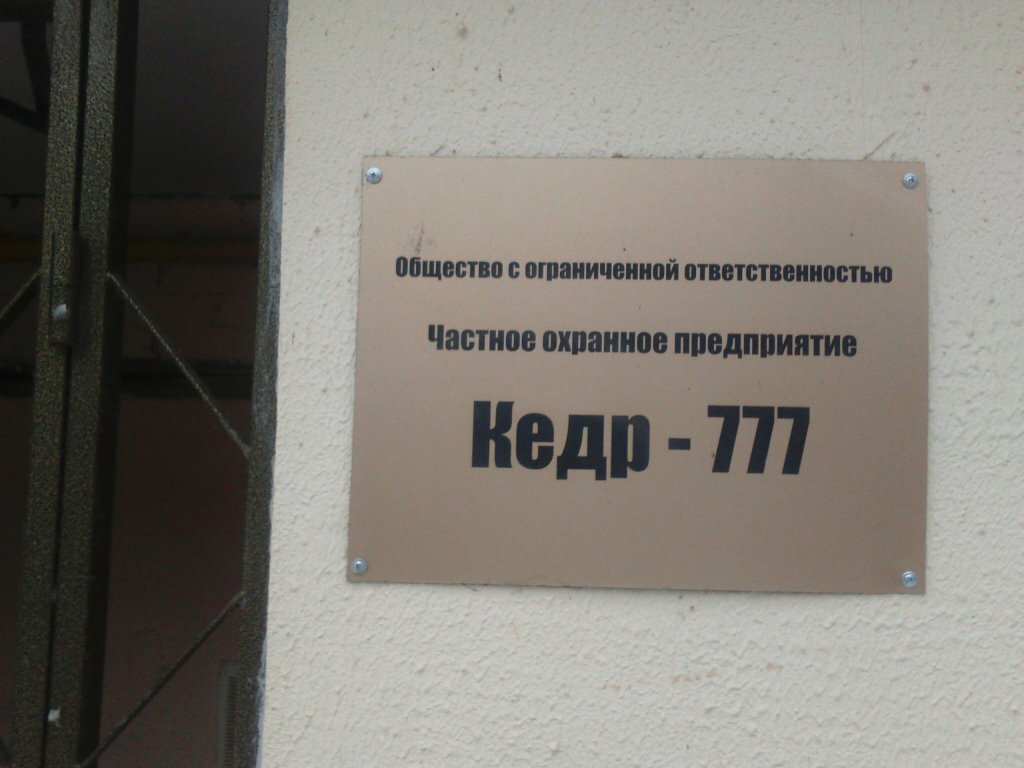 Общество с ограниченной ответственностью
Частное охранное предприятие
Кедр - 777